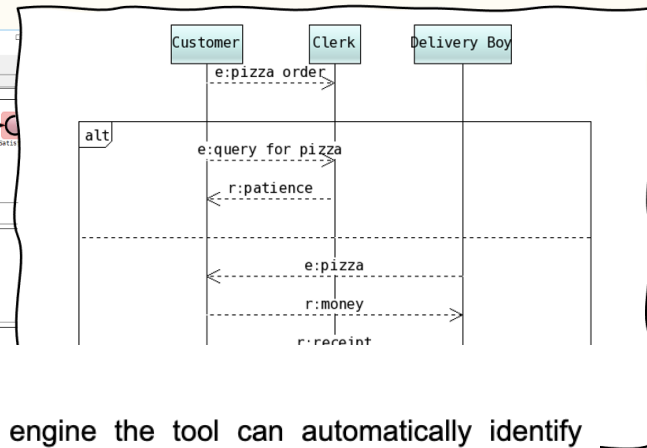 Customer Clerk Delivery Boy
e:pizza order
alt
e:query for pizza
Satis
r:patience
e:pizza
r:money
r:receipt
engine the tool can automatically identify